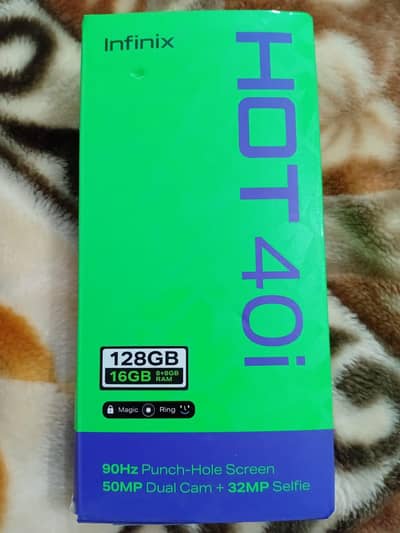 Infinix
HOT 40i
128GB
16GB 8+8GB RAM
Magic Ring
90Hz Punch-Hole Screen
50MP Dual Cam + 32MP Selfie